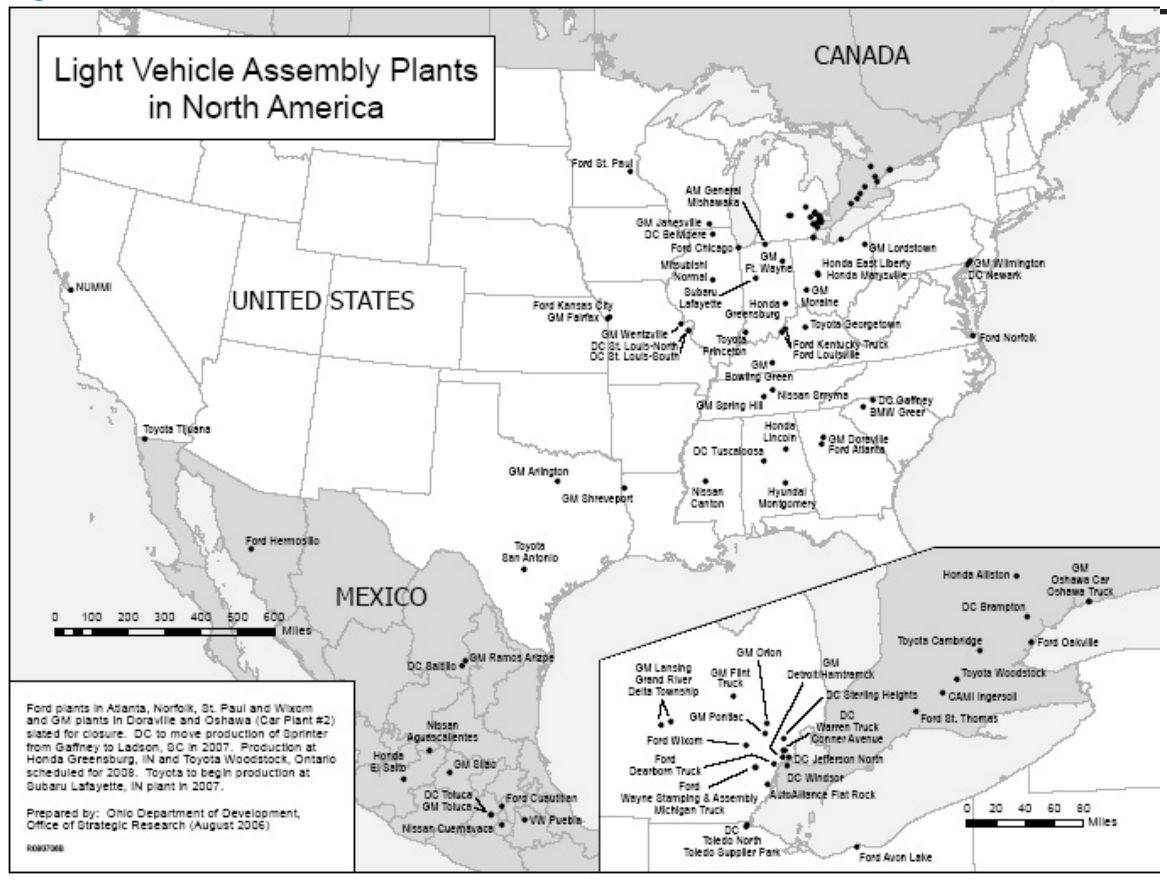 Light Vehicle Assembly Plants
in North America
CANADA
UNITED STATES
MEXICO
Ford St. Paul
AM General
Mishawaka
GM Janesville
DC Belvidere
Ford Chicago
GM
Ft. Wayne
GM Lordstown
Honda East Liberty
Honda Marysville
Mitsubishi
Normal
Subaru
Lafayette
GM
Moraine
Honda
Greensburg
GM Wilmington
DC Newark
NUMMI
Ford Kansas City
GM Fairfax
GM Wentzville
DC St. Louis-North
DC St. Louis-South
Toyota
Princeton
Toyota Georgetown
Ford Kentucky Truck
Ford Louisville
Ford Norfolk
GM
Bowling Green
GM Spring Hill
Nissan Smyrna
DC Gaffney
BMW Greer
Toyota Tijuana
Honda
Lincoln
DC Tuscaloosa
GM Doraville
Ford Atlanta
GM Arlington
GM Shreveport
Nissan
Canton
Hyundai
Montgomery
Ford Hermosillo
Toyota
San Antonio
0 100 200 300 400 500 600
Miles
DC Saltillo
GM Ramos Arizpe
Nissan
Aguascalientes
Honda
El Salto
GM Silao
DC Toluca
GM Toluca
Ford Cuautitlan
VW Puebla
Nissan Cuernavaca
Ford plants in Atlanta, Norfolk, St. Paul and Wixom
and GM plants in Doraville and Oshawa (Car Plant #2)
slated for closure. DC to move production of Sprinter
from Gaffney to Ladson, SC in 2007. Production at
Honda Greensburg, IN and Toyota Woodstock, Ontario
scheduled for 2008. Toyota to begin production at
Subaru Lafayette, IN plant in 2007.
Prepared by: Ohio Department of Development,
Office of Strategic Research (August 2006)
Honda Alliston
GM
Oshawa Car
Oshawa Truck
DC Brampton
Toyota Cambridge
Ford Oakville
Toyota Woodstock
CAMI Ingersoll
Ford St. Thomas
GM Orion
GM Lansing
Grand River
Delta Township
GM Flint
Truck
GM
Detroit/Hamtramck
DC Sterling Heights
GM Pontiac
DC
Warren Truck
Conner Avenue
Ford Wixom
DC Jefferson North
Ford
Dearborn Truck
DC Windsor
Ford
Wayne Stamping & Assembly
Michigan Truck
AutoAlliance Flat Rock
DC
Toledo North
Toledo Supplier Park
Ford Avon Lake
0 20 40 60 80
Miles